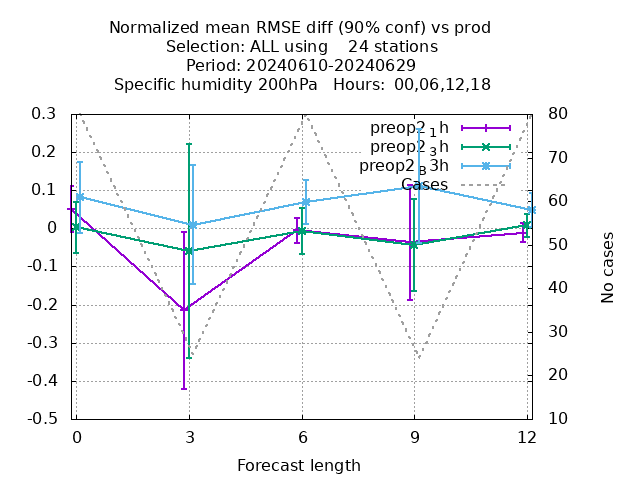 Normalized mean RMSE diff (90% conf) vs prod
Selection: ALL using    24 stations
Period: 20240610-20240629
Specific humidity 200hPa   Hours:  00,06,12,18
0.3
0.2
0.1
0
-0.1
-0.2
-0.3
-0.4
-0.5
preop2₁h
preop2₃h
preop2_B3h
Cases
80
70
60
50
40
30
20
10
No cases
0 3 6 9 12
Forecast length